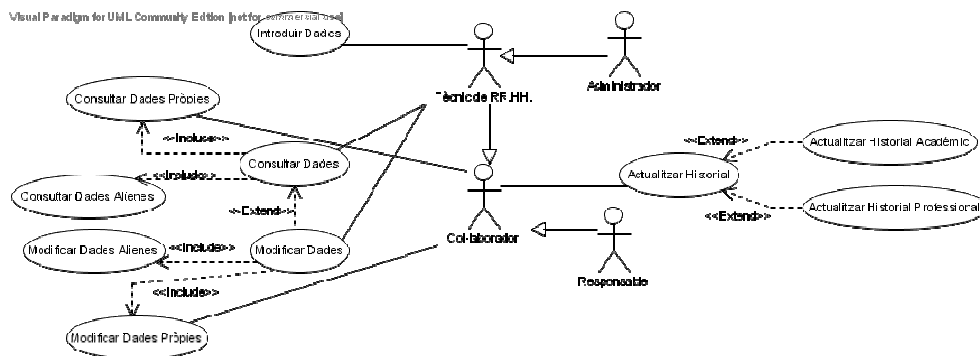 Visual Paradigm for UML Community Edition [not for commercial use]
Introduir Dades
Administrador
Tècnic de RR.HH.
Consultar Dades Pròpies
<<Include>>
<<Extend>>
Actualitzar Historial Acadèmic
Consultar Dades
Actualitzar Historial
<<Include>>
Consultar Dades Alienes
<<Extend>>
<<Extend>>
Actualitzar Historial Professional
Col·laborador
Modificar Dades Alienes
<<Include>>
Modificar Dades
Responsable
<<Include>>
Modificar Dades Pròpies